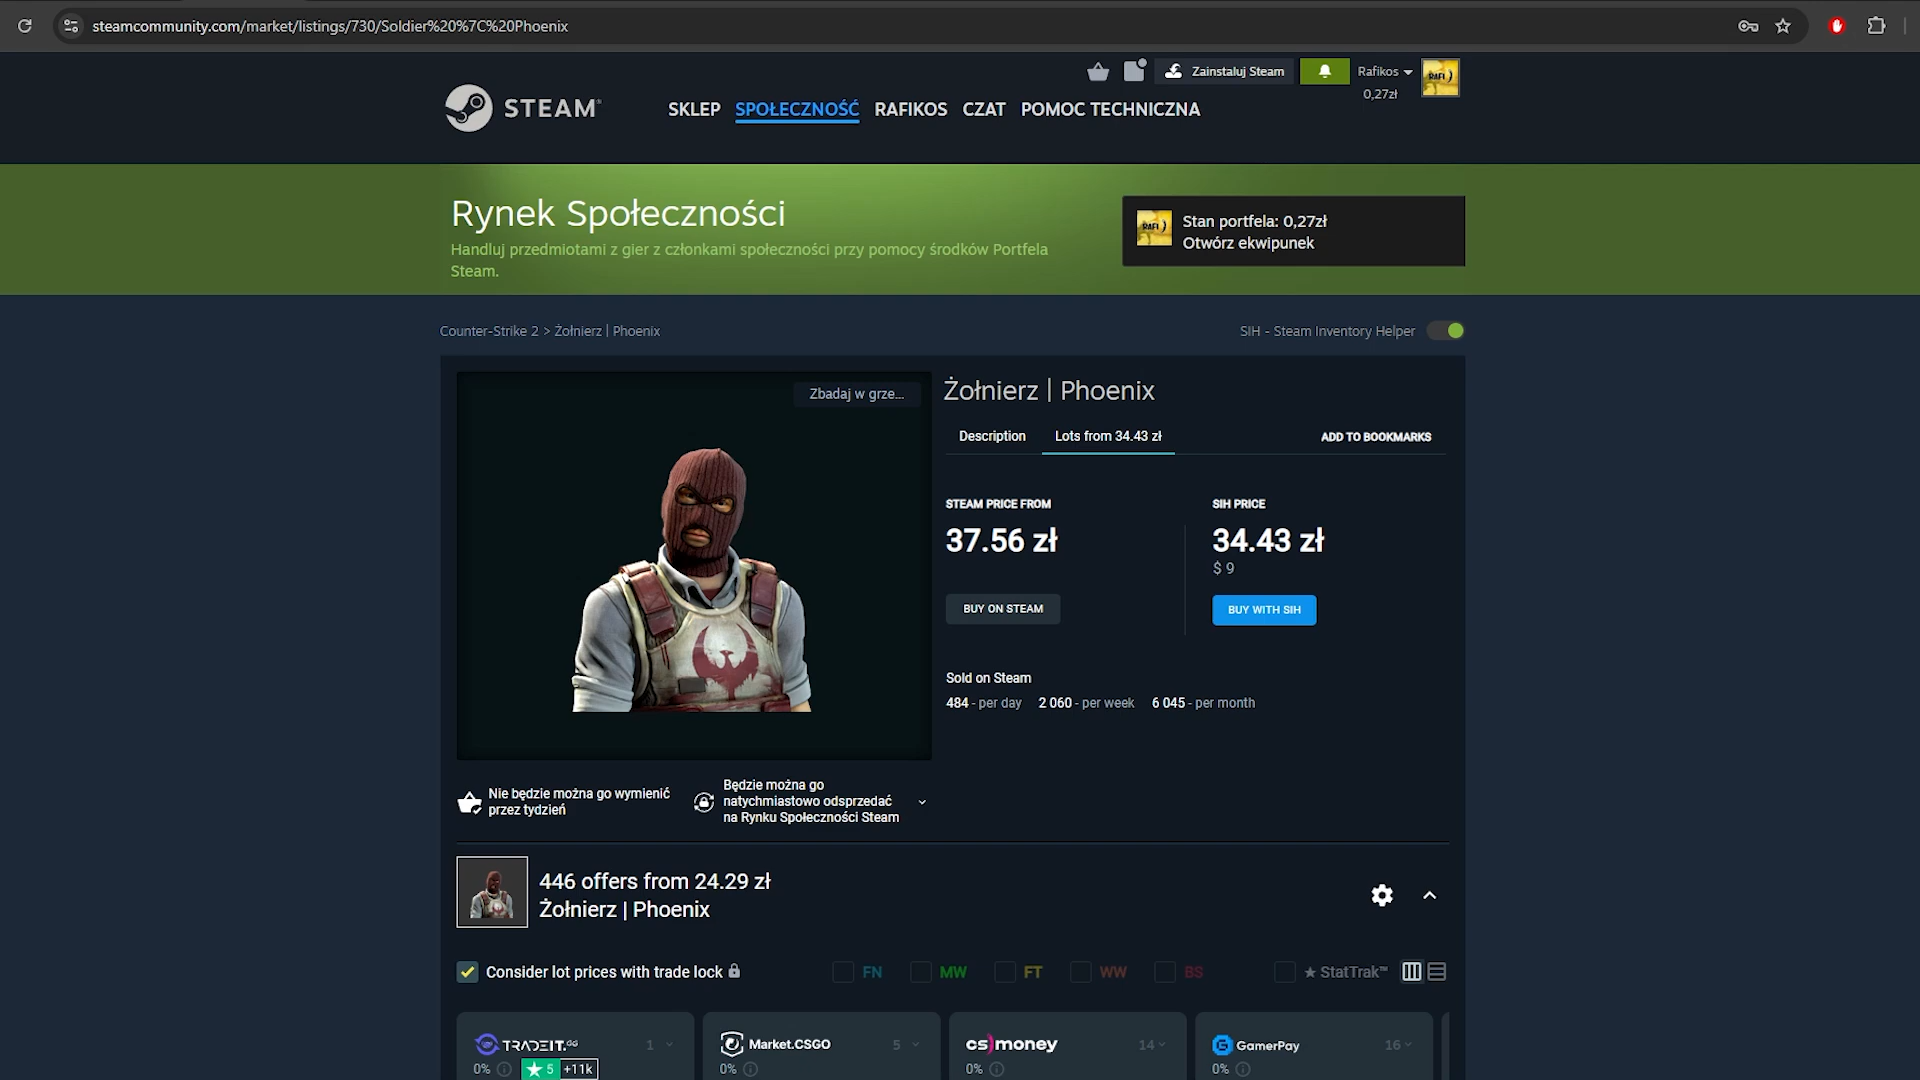 steamcommunity.com/market/listings/730/Soldier%20%7C%20Phoenix
Zainstaluj Steam
Rafikos
0,27zł
RAFI )
STEAM®
SKLEP SPOŁECZNOŚĆ RAFIKOS CZAT POMOC TECHNICZNA
Rynek Społeczności
Handluj przedmiotami z gier z członkami społeczności przy pomocy środków Portfela
Steam.
RAFI )
Stan portfela: 0,27zł
Otwórz ekwipunek
Counter-Strike 2 > Żołnierz | Phoenix
SIH - Steam Inventory Helper
Zbadaj w grze...
Żołnierz | Phoenix
Description Lots from 34.43 zł ADD TO BOOKMARKS
STEAM PRICE FROM
37.56 zł
BUY ON STEAM
SIH PRICE
34.43 zł
$ 9
BUY WITH SIH
Sold on Steam
484 - per day 2 060 - per week 6 045 - per month
Nie będzie można go wymienić
przez tydzień
Będzie można go
natychmiastowo odsprzedać
na Rynku Społeczności Steam
446 offers from 24.29 zł
Żołnierz | Phoenix
Consider lot prices with trade lock
FN MW FT WW BS ★ StatTrak™
TRADEIT.GG 1
0% ★ 5 +11k
Market.CSGO 5
0%
cs)money 14
0%
GamerPay 16
0%